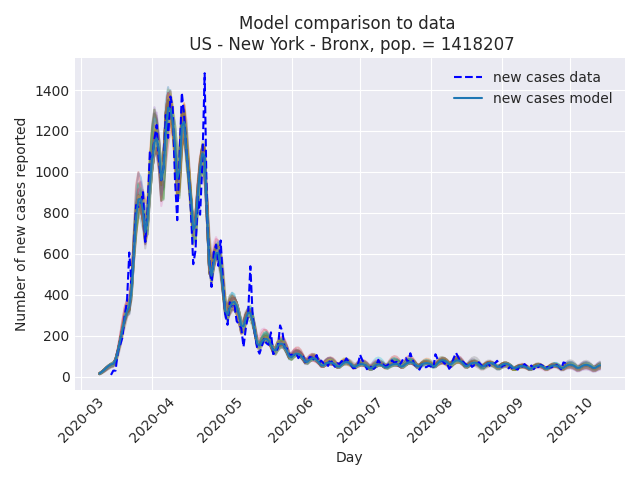 Model comparison to data
US - New York - Bronx, pop. = 1418207
new cases data
new cases model
Number of new cases reported
1400
1200
1000
800
600
400
200
0
2020-03
2020-04
2020-05
2020-06
2020-07
2020-08
2020-09
2020-10
Day